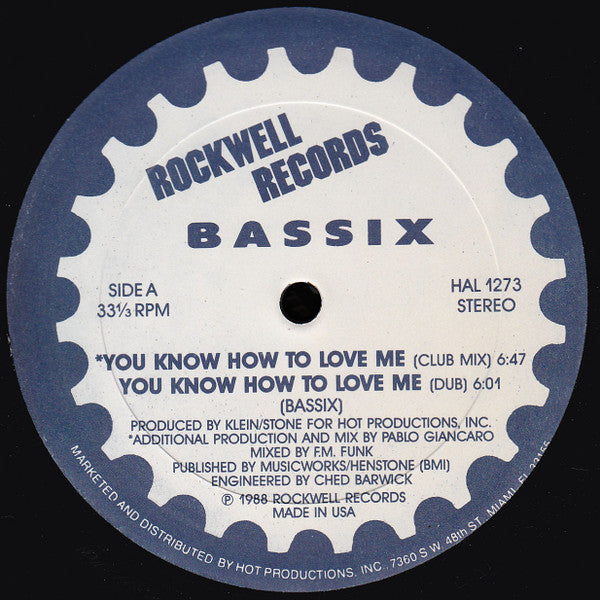 ROCKWELL
RECORDS
BASSIX
SIDE A
33⅓ RPM
HAL 1273
STEREO
*YOU KNOW HOW TO LOVE ME (CLUB MIX) 6:47
YOU KNOW HOW TO LOVE ME (DUB) 6:01
(BASSIX)
PRODUCED BY KLEIN/STONE FOR HOT PRODUCTIONS, INC.
*ADDITIONAL PRODUCTION AND MIX BY PABLO GIANCARO
MIXED BY F.M. FUNK
PUBLISHED BY MUSICWORKS/HENSTONE (BMI)
ENGINEERED BY CHED BARWICK
℗ 1988 ROCKWELL RECORDS
MADE IN USA
MARKETED AND DISTRIBUTED BY HOT PRODUCTIONS, INC., 7360 S.W. 48th ST., MIAMI, FL